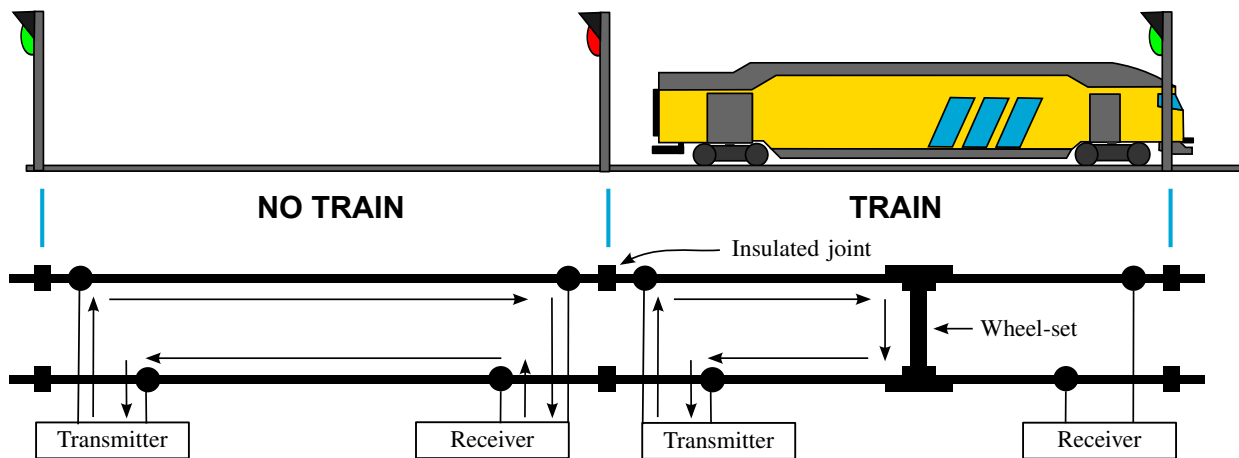 NO TRAIN
TRAIN
Insulated joint
Wheel-set
Transmitter
Receiver
Transmitter
Receiver